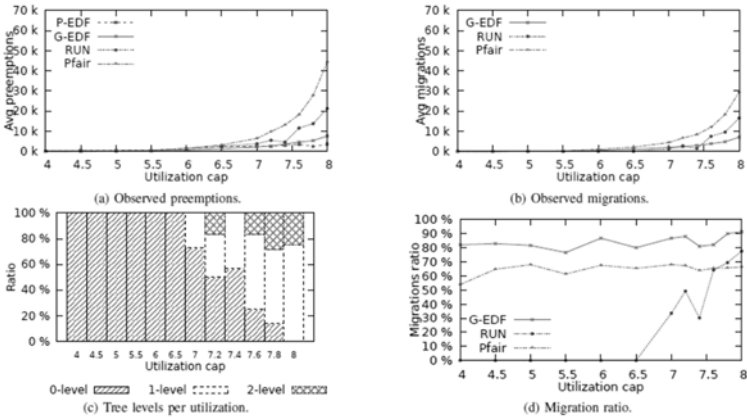 70 k
60 k
50 k
40 k
30 k
20 k
10 k
0 k
Avg preemptions
P-EDF
G-EDF
RUN
Pfair
4 4.5 5 5.5 6 6.5 7 7.5 8
Utilization cap
(a) Observed preemptions.
70 k
60 k
50 k
40 k
30 k
20 k
10 k
0 k
Avg migrations
G-EDF
RUN
Pfair
4 4.5 5 5.5 6 6.5 7 7.5 8
Utilization cap
(b) Observed migrations.
100 %
80 %
60 %
40 %
20 %
0 %
Ratio
4 4.5 5 5.5 6 6.5 7 7.2 7.4 7.6 7.8 8
Utilization cap
0-level 1-level 2-level
(c) Tree levels per utilization.
100 %
90 %
80 %
70 %
60 %
50 %
40 %
30 %
20 %
10 %
0 %
Migrations ratio
G-EDF
RUN
Pfair
4 4.5 5 5.5 6 6.5 7 7.5 8
Utilization cap
(d) Migration ratio.